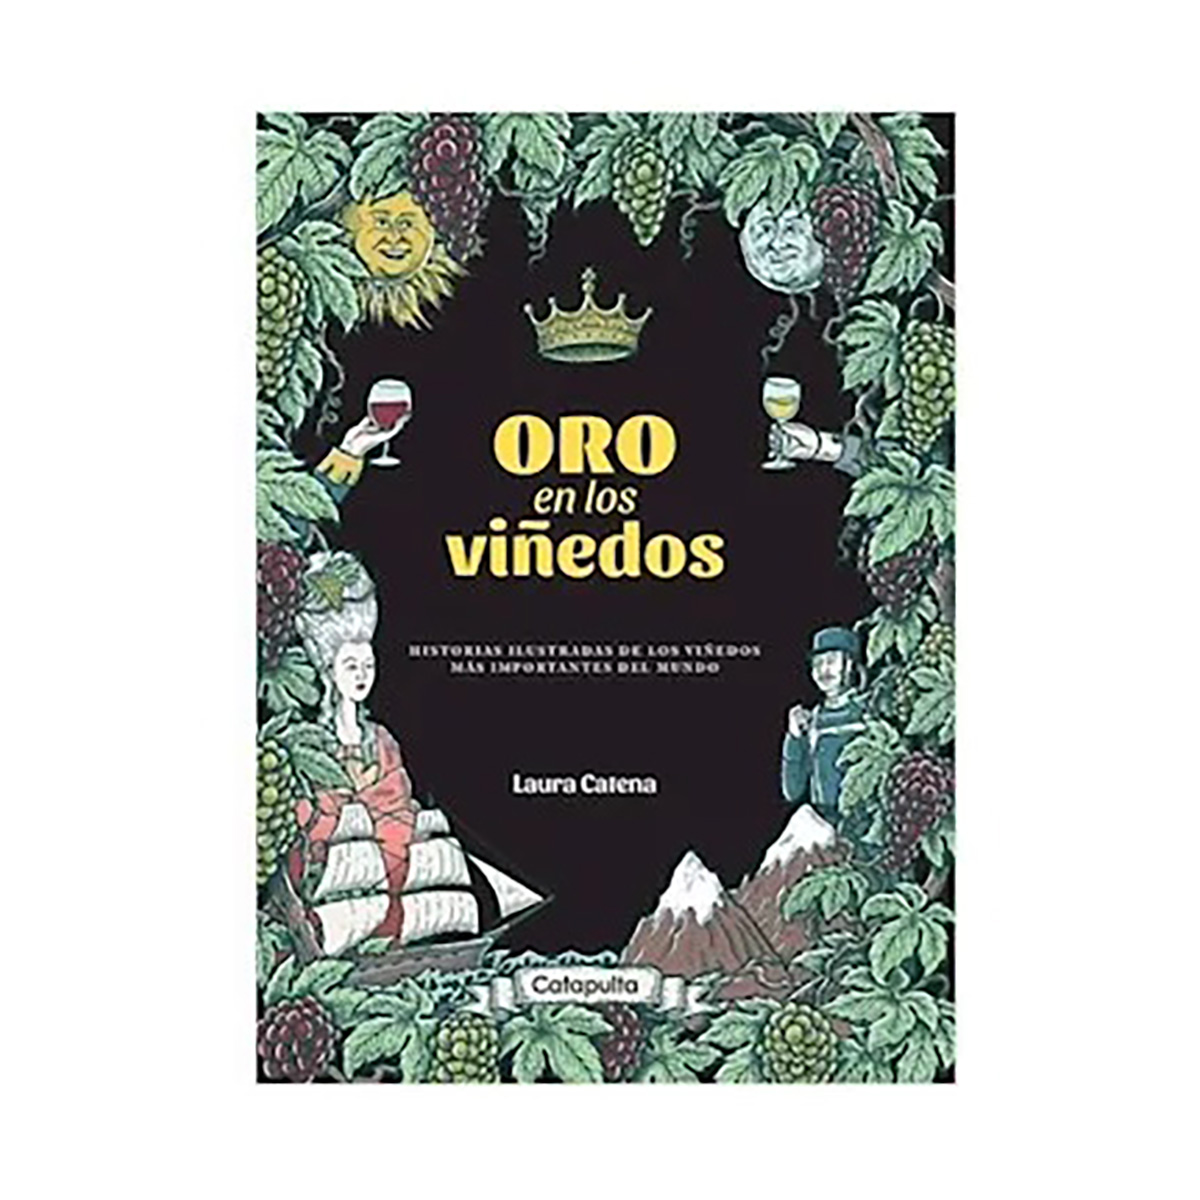 ORO
en los
viñedos
HISTORIAS ILUSTRADAS DE LOS VIÑEDOS
MÁS IMPORTANTES DEL MUNDO
Laura Catena
Catapulta